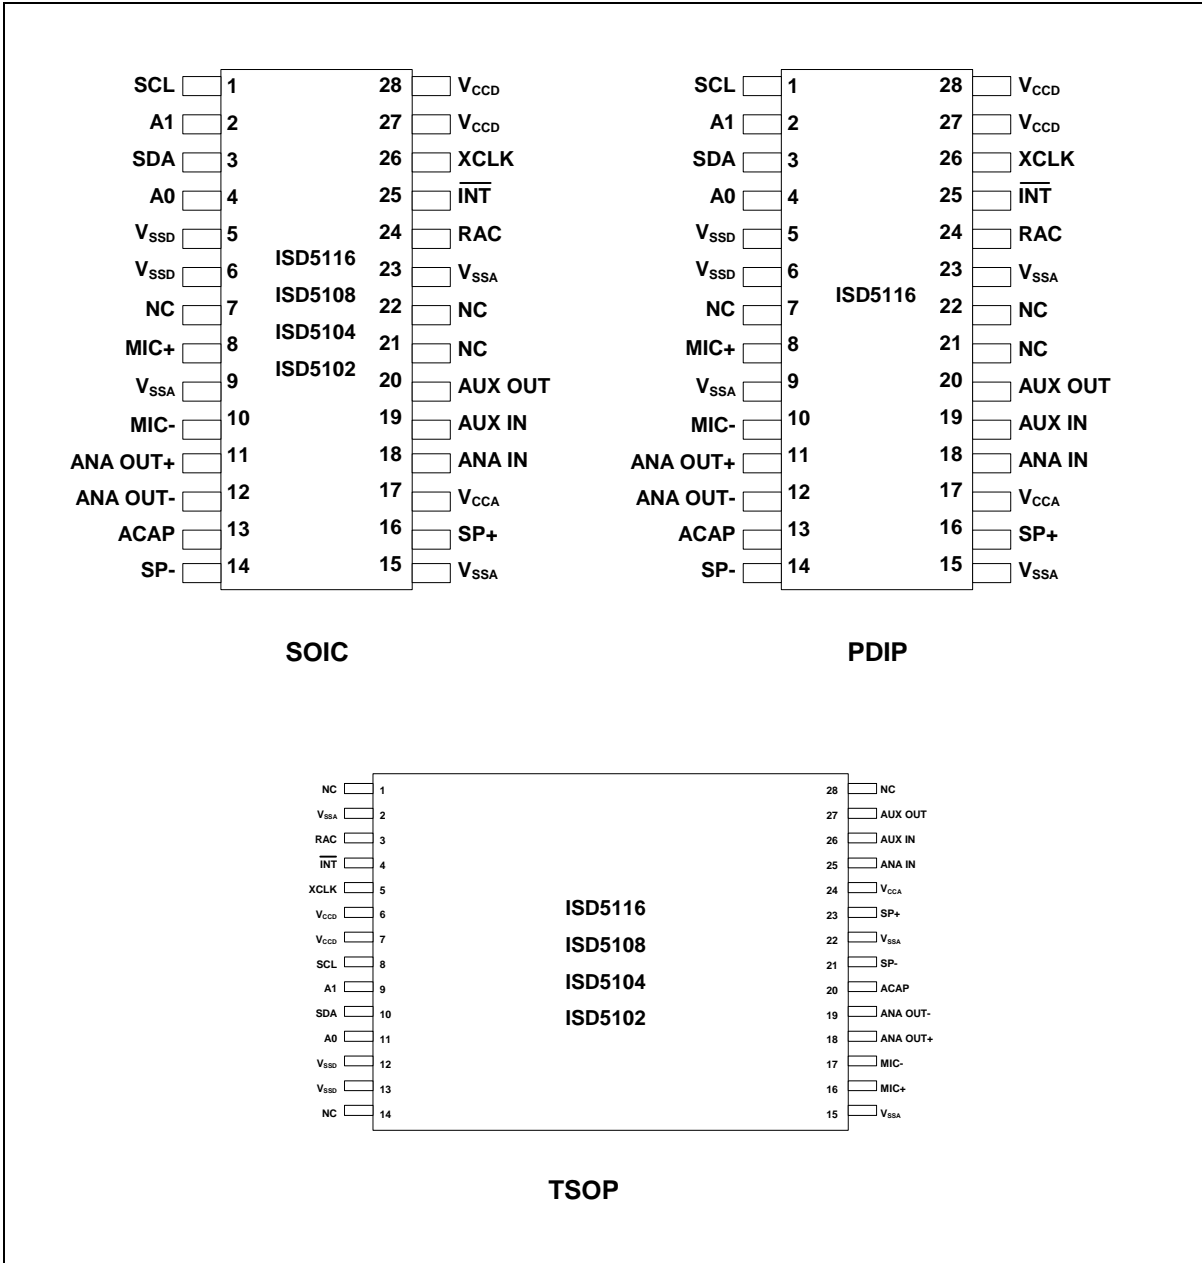 SCL 1 28 VCCD
A1 2 27 VCCD
SDA 3 26 XCLK
A0 4 25 INT
VSSD 5 24 RAC
VSSD 6 23 VSSA
NC 7 22 NC
MIC+ 8 21 NC
VSSA 9 20 AUX OUT
MIC- 10 19 AUX IN
ANA OUT+ 11 18 ANA IN
ANA OUT- 12 17 VCCA
ACAP 13 16 SP+
SP- 14 15 VSSA
ISD5116
ISD5108
ISD5104
ISD5102
SOIC
SCL 1 28 VCCD
A1 2 27 VCCD
SDA 3 26 XCLK
A0 4 25 INT
VSSD 5 24 RAC
VSSD 6 23 VSSA
NC 7 22 NC
MIC+ 8 21 NC
VSSA 9 20 AUX OUT
MIC- 10 19 AUX IN
ANA OUT+ 11 18 ANA IN
ANA OUT- 12 17 VCCA
ACAP 13 16 SP+
SP- 14 15 VSSA
ISD5116
PDIP
NC 1 28 NC
VSSA 2 27 AUX OUT
RAC 3 26 AUX IN
INT 4 25 ANA IN
XCLK 5 24 VCCA
VCCD 6 23 SP+
VCCD 7 22 VSSA
SCL 8 21 SP-
A1 9 20 ACAP
SDA 10 19 ANA OUT-
A0 11 18 ANA OUT+
VSSD 12 17 MIC-
VSSD 13 16 MIC+
NC 14 15 VSSA
ISD5116
ISD5108
ISD5104
ISD5102
TSOP